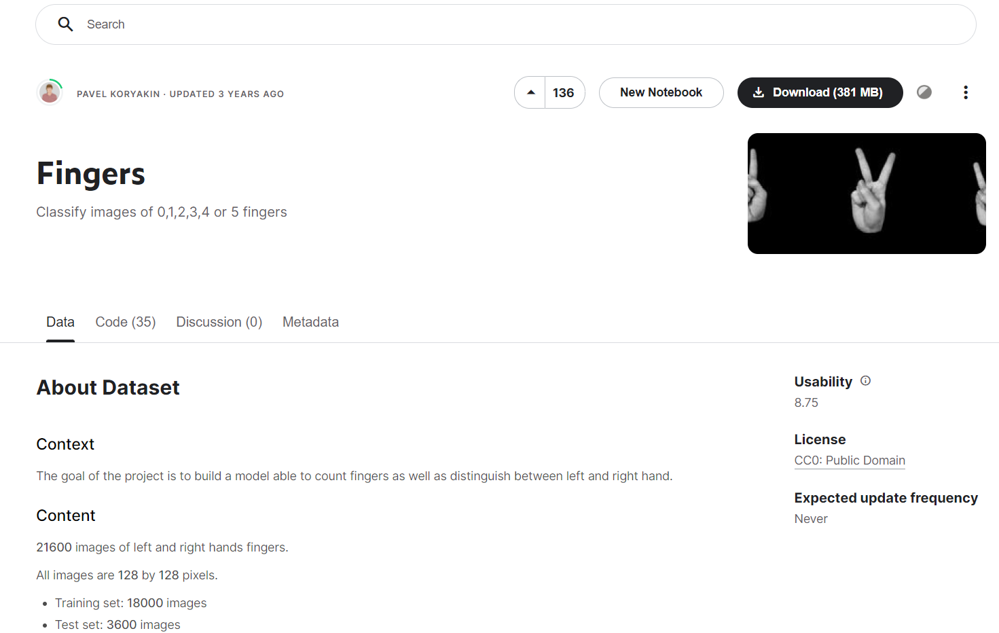 Search
PAVEL KORYAKIN · UPDATED 3 YEARS AGO
136
New Notebook
Download (381 MB)
Fingers
Classify images of 0,1,2,3,4 or 5 fingers
Data
Code (35)
Discussion (0)
Metadata
About Dataset
Context
The goal of the project is to build a model able to count fingers as well as distinguish between left and right hand.
Content
21600 images of left and right hands fingers.
All images are 128 by 128 pixels.
• Training set: 18000 images
• Test set: 3600 images
Usability
8.75
License
CC0: Public Domain
Expected update frequency
Never